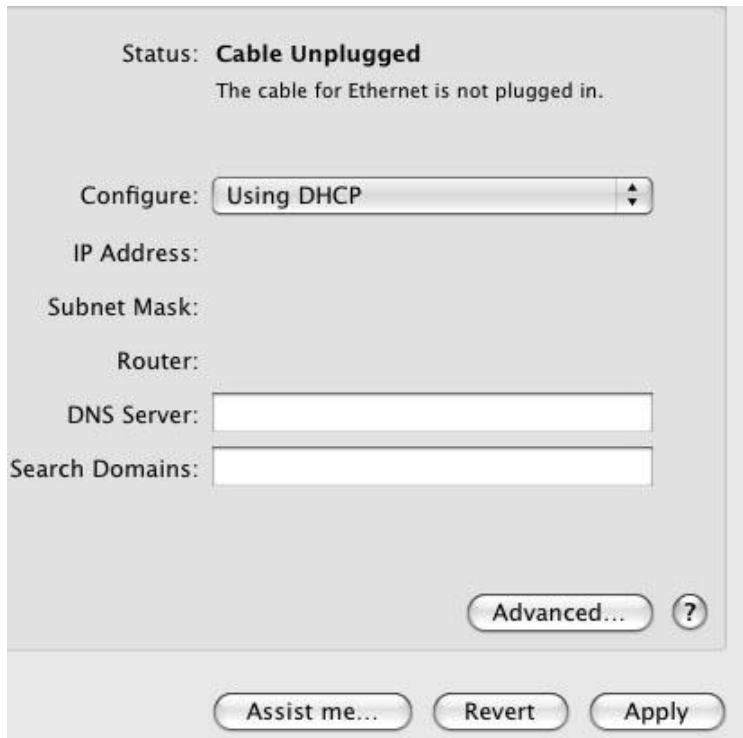 Status: Cable Unplugged
The cable for Ethernet is not plugged in.
Configure: Using DHCP
IP Address:
Subnet Mask:
Router:
DNS Server:
Search Domains:
Advanced... ?
Assist me... Revert Apply